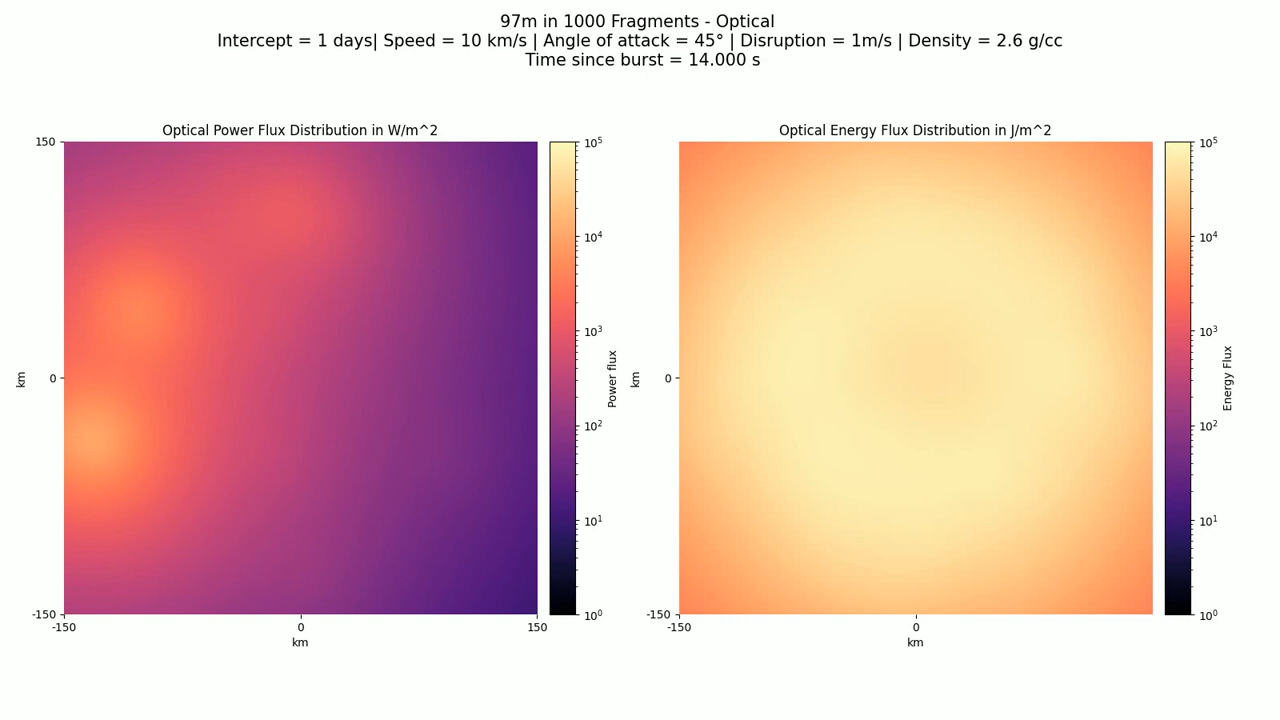 97m in 1000 Fragments - Optical
Intercept = 1 days| Speed = 10 km/s | Angle of attack = 45° | Disruption = 1m/s | Density = 2.6 g/cc
Time since burst = 14.000 s
Optical Power Flux Distribution in W/m^2
150
0
-150
km
-150
0
150
km
10^5
10^4
10^3
10^2
10^1
10^0
Power flux
Optical Energy Flux Distribution in J/m^2
0
-150
km
-150
0
km
10^5
10^4
10^3
10^2
10^1
10^0
Energy Flux